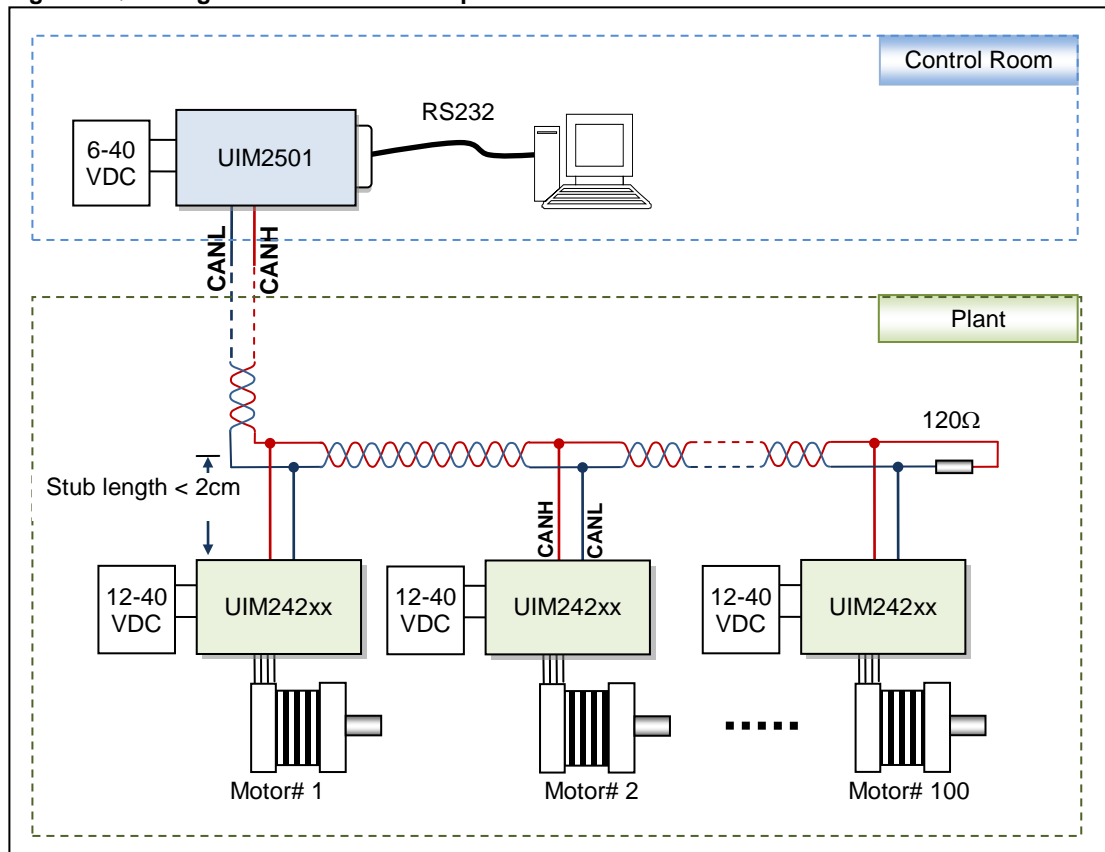 Control Room
RS232
6-40
VDC
UIM2501
CANL
CANH
Plant
120Ω
Stub length < 2cm
CANH
CANL
12-40
VDC
UIM242xx
12-40
VDC
UIM242xx
12-40
VDC
UIM242xx
Motor# 1
Motor# 2
Motor# 100